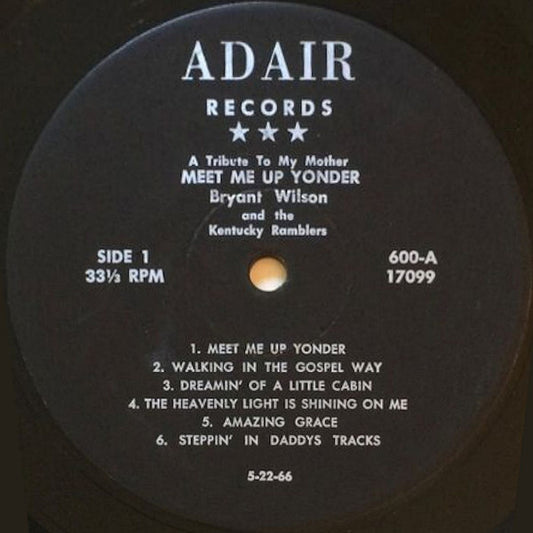 ADAIR
RECORDS
★ ★ ★
A Tribute To My Mother
MEET ME UP YONDER
Bryant Wilson
and the
Kentucky Ramblers
SIDE 1
33⅓ RPM
600-A
17099
1. MEET ME UP YONDER
2. WALKING IN THE GOSPEL WAY
3. DREAMIN' OF A LITTLE CABIN
4. THE HEAVENLY LIGHT IS SHINING ON ME
5. AMAZING GRACE
6. STEPPIN' IN DADDYS TRACKS
5-22-66